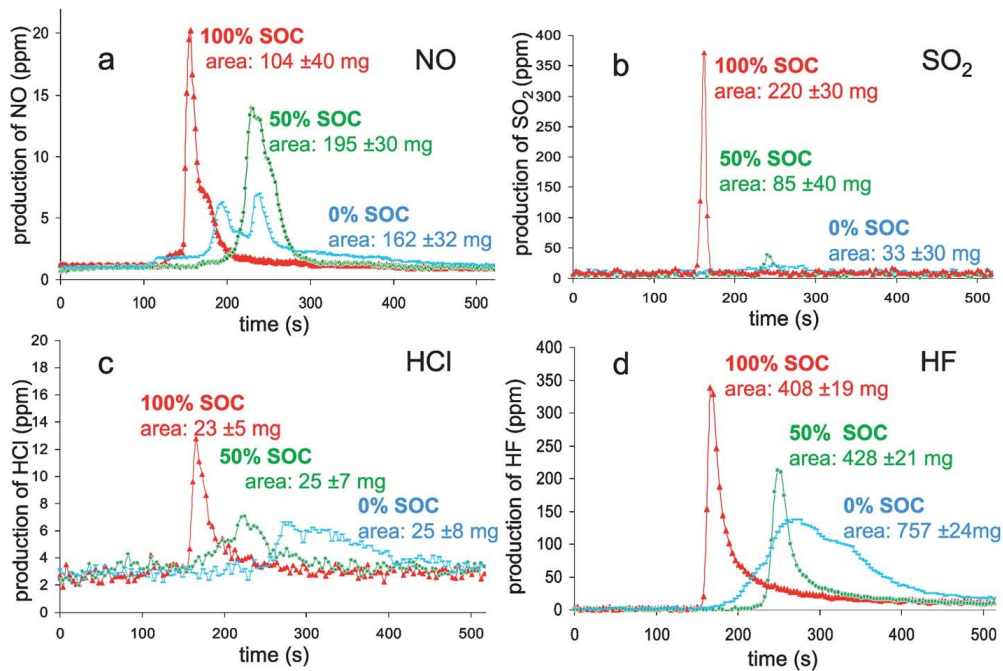 a
NO
production of NO (ppm)
20
15
10
5
0
100% SOC
area: 104 ±40 mg
50% SOC
area: 195 ±30 mg
0% SOC
area: 162 ±32 mg
0 100 200 300 400 500
time (s)
b
SO₂
production of SO₂ (ppm)
400
350
300
250
200
150
100
50
0
100% SOC
area: 220 ±30 mg
50% SOC
area: 85 ±40 mg
0% SOC
area: 33 ±30 mg
0 100 200 300 400 500
time (s)
c
HCl
production of HCl (ppm)
20
18
16
14
12
10
8
6
4
2
0
100% SOC
area: 23 ±5 mg
50% SOC
area: 25 ±7 mg
0% SOC
area: 25 ±8 mg
0 100 200 300 400 500
time (s)
d
HF
production of HF (ppm)
400
350
300
250
200
150
100
50
0
100% SOC
area: 408 ±19 mg
50% SOC
area: 428 ±21 mg
0% SOC
area: 757 ±24mg
0 100 200 300 400 500
time (s)